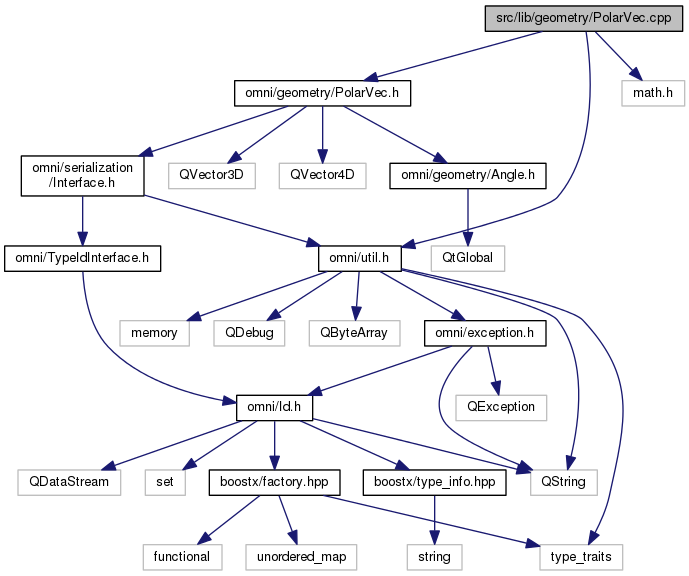 src/lib/geometry/PolarVec.cpp
omni/geometry/PolarVec.h
math.h
omni/serialization
/Interface.h
QVector3D
QVector4D
omni/geometry/Angle.h
omni/TypeIdInterface.h
omni/util.h
QtGlobal
memory
QDebug
QByteArray
omni/exception.h
omni/Id.h
QException
QDataStream
set
boostx/factory.hpp
boostx/type_info.hpp
QString
functional
unordered_map
string
type_traits